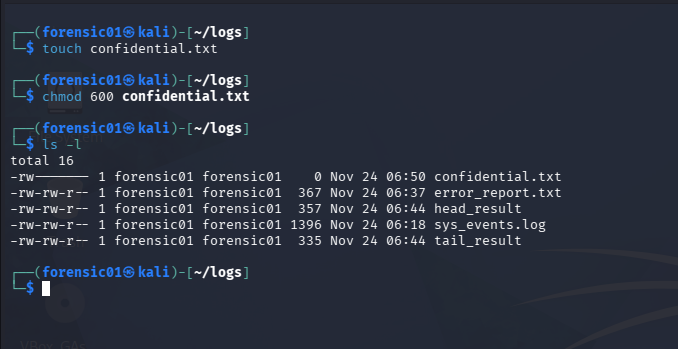 ┌──(forensic01㉿kali)-[~/logs]
└─$ touch confidential.txt
┌──(forensic01㉿kali)-[~/logs]
└─$ chmod 600 confidential.txt
┌──(forensic01㉿kali)-[~/logs]
└─$ ls -l
total 16
-rw------- 1 forensic01 forensic01    0 Nov 24 06:50 confidential.txt
-rw-rw-r-- 1 forensic01 forensic01  367 Nov 24 06:37 error_report.txt
-rw-rw-r-- 1 forensic01 forensic01  357 Nov 24 06:44 head_result
-rw-rw-r-- 1 forensic01 forensic01 1396 Nov 24 06:18 sys_events.log
-rw-rw-r-- 1 forensic01 forensic01  335 Nov 24 06:44 tail_result
┌──(forensic01㉿kali)-[~/logs]
└─$